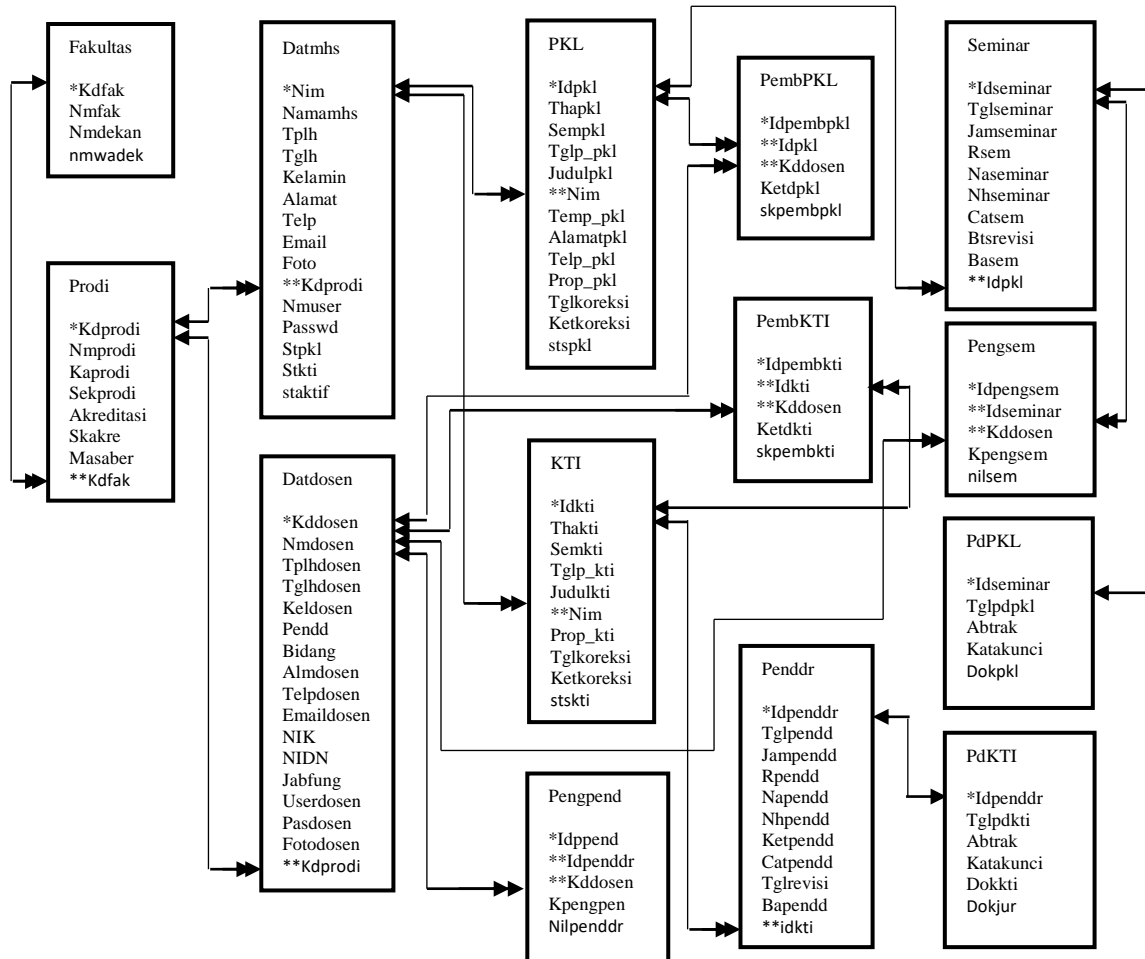 Fakultas
*Kdfak
Nmfak
Nmdekan
nmwadek
Prodi
*Kdprodi
Nmprodi
Kaprodi
Sekprodi
Akreditasi
Skakre
Masaber
**Kdfak
Datmhs
*Nim
Namamhs
Tplh
Tglh
Kelamin
Alamat
Telp
Email
Foto
**Kdprodi
Nmuser
Passwd
Stpkl
Stkti
staktif
Datdosen
*Kddosen
Nmdosen
Tplhdosen
Tglhdosen
Keldosen
Pendd
Bidang
Almdosen
Telpdosen
Emaildosen
NIK
NIDN
Jabfung
Userdosen
Pasdosen
Fotodosen
**Kdprodi
PKL
*Idpkl
Thapkl
Sempkl
Tglp_pkl
Judulpkl
**Nim
Temp_pkl
Alamatpkl
Telp_pkl
Prop_pkl
Tglkoreksi
Ketkoreksi
stspkl
KTI
*Idkti
Thakti
Semkti
Tglp_kti
Judulkti
**Nim
Prop_kti
Tglkoreksi
Ketkoreksi
stskti
Pengpend
*Idppend
**Idpenddr
**Kddosen
Kpengpen
Nilpenddr
PembPKL
*Idpembpkl
**Idpkl
**Kddosen
Ketdpkl
skpembpkl
PembKTI
*Idpembkti
**Idkti
**Kddosen
Ketdkti
skpembkti
Penddr
*Idpenddr
Tglpendd
Jampendd
Rpendd
Napendd
Nhpendd
Ketpendd
Catpendd
Tglrevisi
Bapendd
**idkti
Seminar
*Idseminar
Tglseminar
Jamseminar
Rsem
Naseminar
Nhseminar
Catsem
Btsrevisi
Basem
**Idpkl
Pengsem
*Idpengsem
**Idseminar
**Kddosen
Kpengsem
nilsem
PdPKL
*Idseminar
Tglpdpkl
Abtrak
Katakunci
Dokpkl
PdKTI
*Idpenddr
Tglpdkti
Abtrak
Katakunci
Dokkti
Dokjur